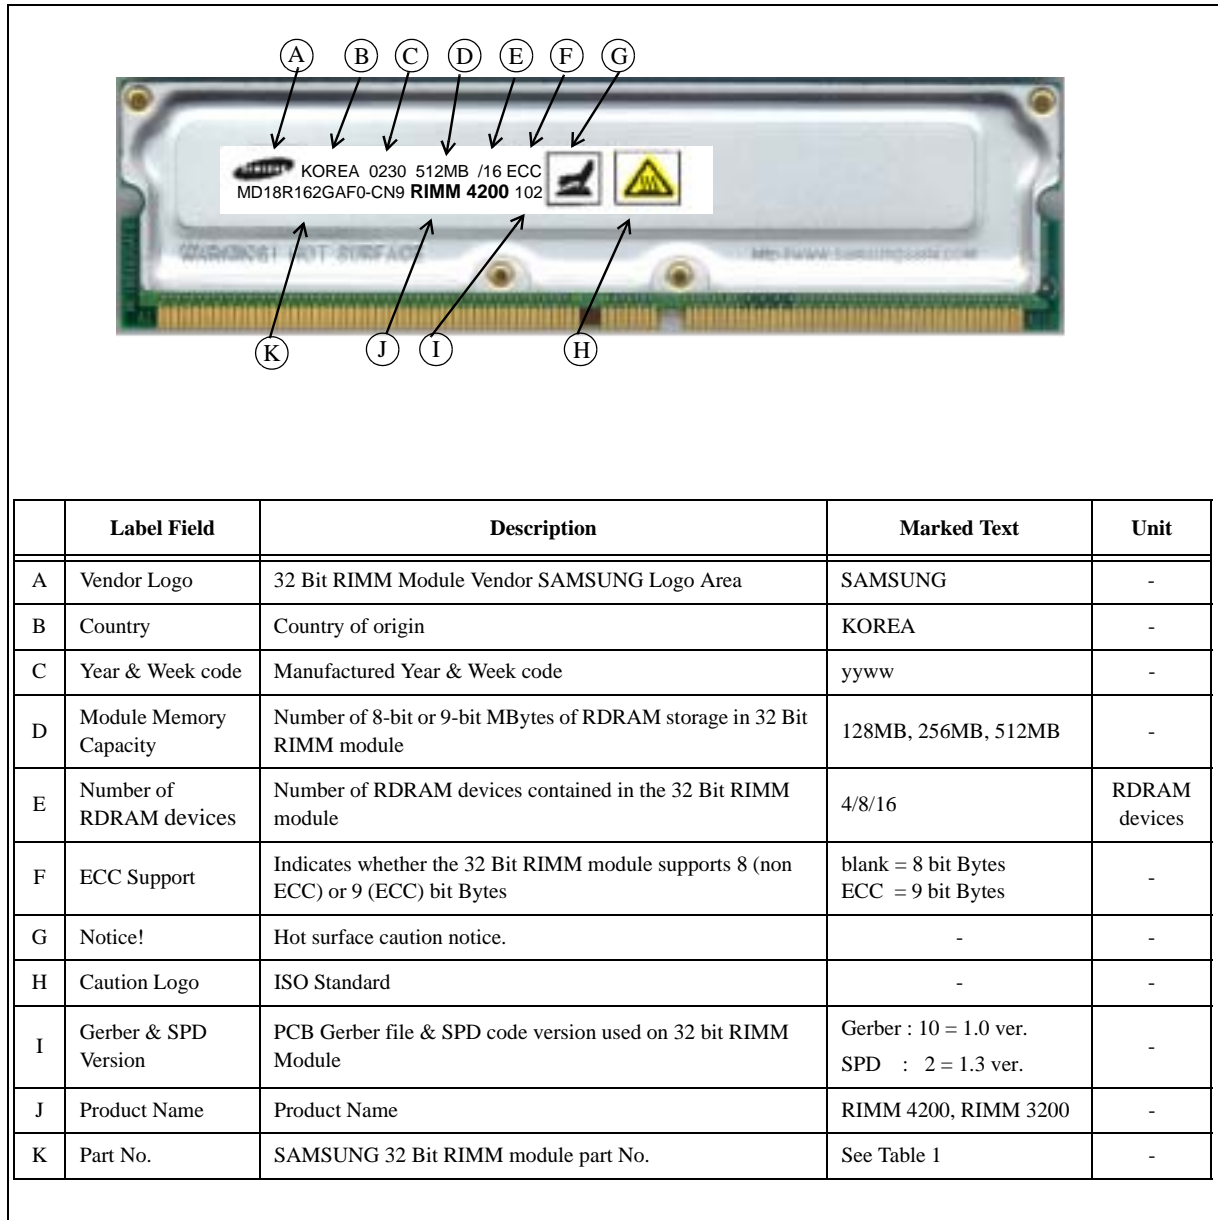 A B C D E F G
KOREA 0230 512MB /16 ECC
MD18R162GAF0-CN9 RIMM 4200 102
WARNING! HOT SURFACE
K J I H
Label Field Description Marked Text Unit
A Vendor Logo 32 Bit RIMM Module Vendor SAMSUNG Logo Area SAMSUNG -
B Country Country of origin KOREA -
C Year & Week code Manufactured Year & Week code yyww -
D Module Memory Capacity Number of 8-bit or 9-bit MBytes of RDRAM storage in 32 Bit RIMM module 128MB, 256MB, 512MB -
E Number of RDRAM devices Number of RDRAM devices contained in the 32 Bit RIMM module 4/8/16 RDRAM devices
F ECC Support Indicates whether the 32 Bit RIMM module supports 8 (non ECC) or 9 (ECC) bit Bytes blank = 8 bit Bytes ECC = 9 bit Bytes -
G Notice! Hot surface caution notice. - -
H Caution Logo ISO Standard - -
I Gerber & SPD Version PCB Gerber file & SPD code version used on 32 bit RIMM Module Gerber : 10 = 1.0 ver. SPD : 2 = 1.3 ver. -
J Product Name Product Name RIMM 4200, RIMM 3200 -
K Part No. SAMSUNG 32 Bit RIMM module part No. See Table 1 -